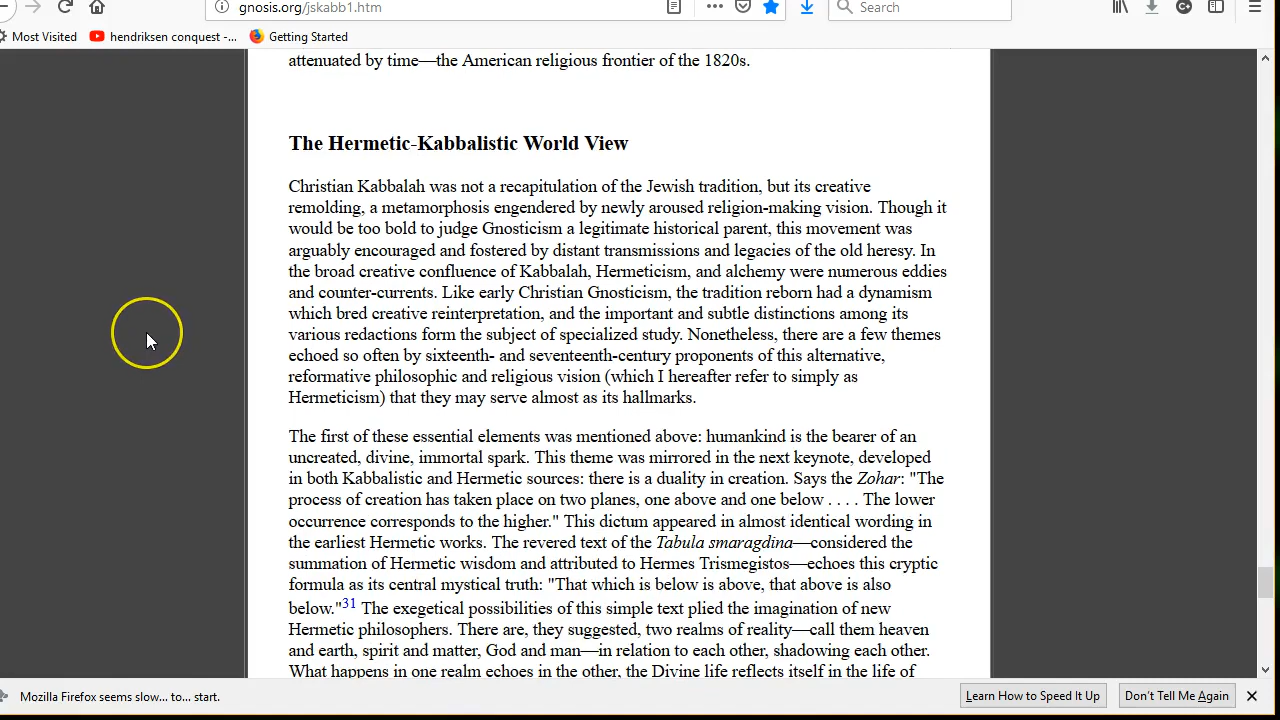 gnosis.org/jskabb1.htm
Search
Most Visited
hendriksen conquest -...
Getting Started
attenuated by time—the American religious frontier of the 1820s.
The Hermetic-Kabbalistic World View
Christian Kabbalah was not a recapitulation of the Jewish tradition, but its creative
remolding, a metamorphosis engendered by newly aroused religion-making vision. Though it
would be too bold to judge Gnosticism a legitimate historical parent, this movement was
arguably encouraged and fostered by distant transmissions and legacies of the old heresy. In
the broad creative confluence of Kabbalah, Hermeticism, and alchemy were numerous eddies
and counter-currents. Like early Christian Gnosticism, the tradition reborn had a dynamism
which bred creative reinterpretation, and the important and subtle distinctions among its
various redactions form the subject of specialized study. Nonetheless, there are a few themes
echoed so often by sixteenth- and seventeenth-century proponents of this alternative,
reformative philosophic and religious vision (which I hereafter refer to simply as
Hermeticism) that they may serve almost as its hallmarks.
The first of these essential elements was mentioned above: humankind is the bearer of an
uncreated, divine, immortal spark. This theme was mirrored in the next keynote, developed
in both Kabbalistic and Hermetic sources: there is a duality in creation. Says the Zohar: "The
process of creation has taken place on two planes, one above and one below . . . . The lower
occurrence corresponds to the higher." This dictum appeared in almost identical wording in
the earliest Hermetic works. The revered text of the Tabula smaragdina—considered the
summation of Hermetic wisdom and attributed to Hermes Trismegistos—echoes this cryptic
formula as its central mystical truth: "That which is below is above, that above is also
below."31 The exegetical possibilities of this simple text plied the imagination of new
Hermetic philosophers. There are, they suggested, two realms of reality—call them heaven
and earth, spirit and matter, God and man—in relation to each other, shadowing each other.
What happens in one realm echoes in the other, the Divine life reflects itself in the life of
Mozilla Firefox seems slow... to... start.
Learn How to Speed It Up
Don't Tell Me Again